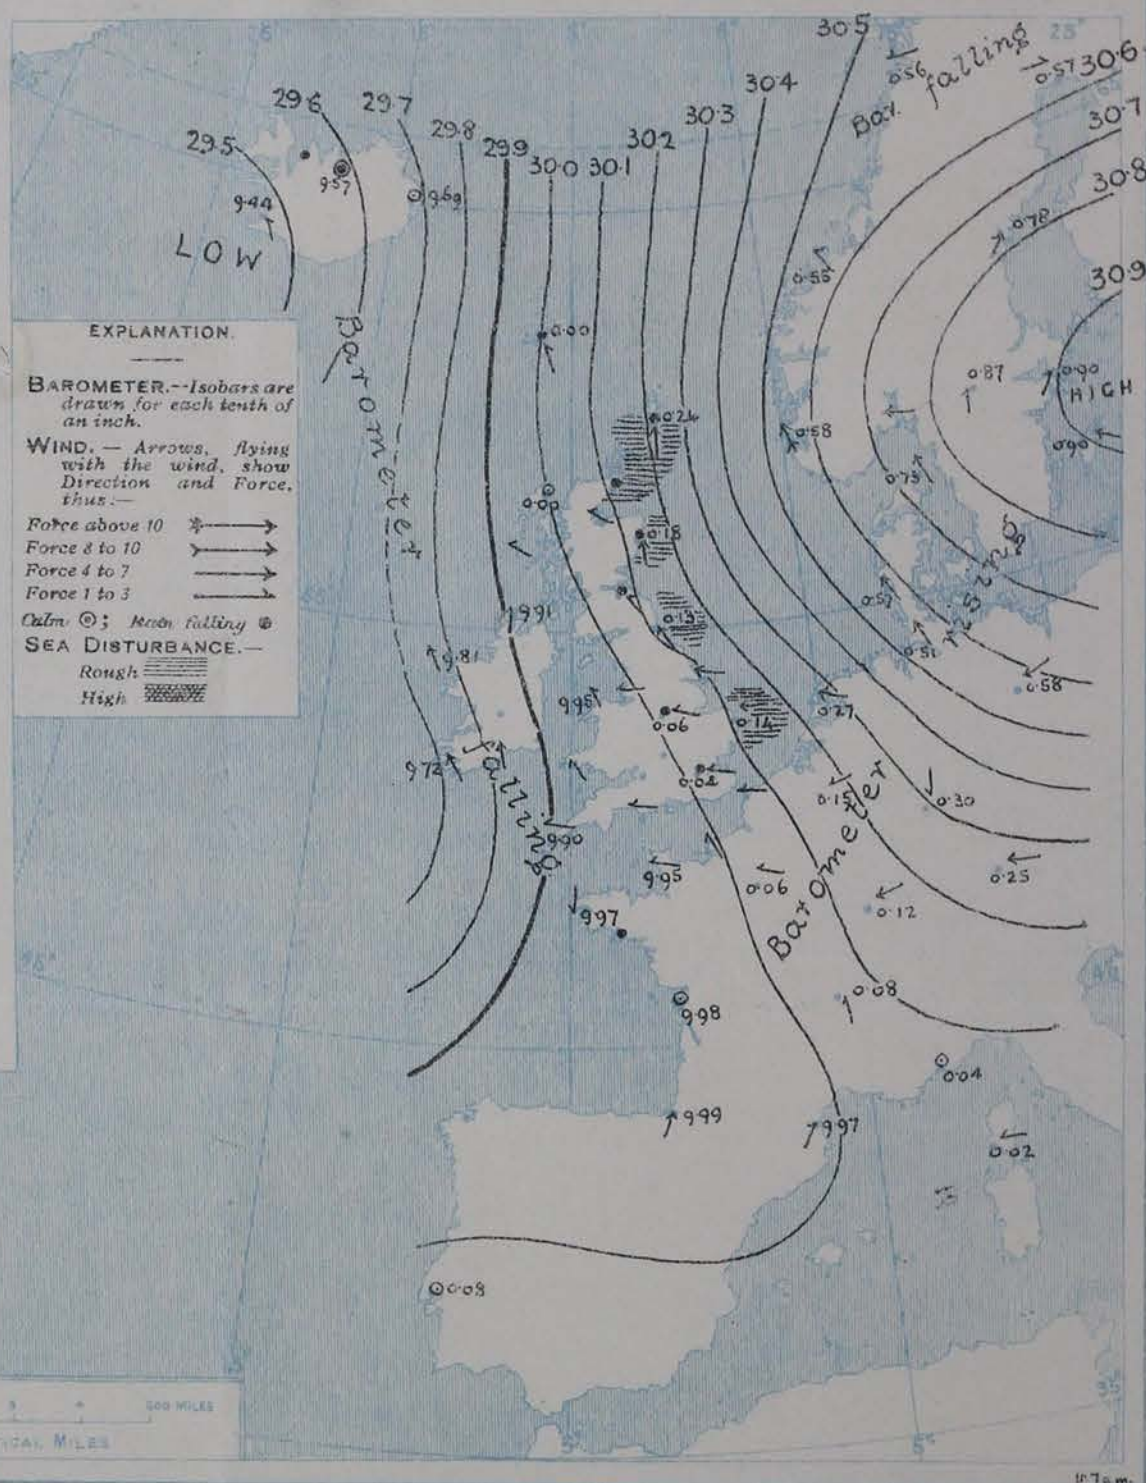 30.5
30.4
30.3
30.2
30.1
30.0
29.9
29.8
29.7
29.6
29.5
30.6
30.7
30.8
30.9
0.56
Bar. falling
0.57
9.57
9.69
9.44
LOW
0.78
0.55
0.00
0.87
0.90
HIGH
0.90
0.24
0.58
0.75
EXPLANATION.
BAROMETER.--Isobars are
drawn for each tenth of
an inch.
WIND. — Arrows, flying
with the wind, show
Direction and Force,
thus:—
Force above 10
Force 8 to 10
Force 4 to 7
Force 1 to 3
Calm ; Rain falling
SEA DISTURBANCE.—
Rough
High
Barometer
falling
0.18
0.57
rising
0.13
0.51
0.58
9.91
9.81
9.95
0.06
0.14
0.27
9.72
0.15
0.30
Barometer
9.90
9.95
0.06
0.25
0.12
9.97
9.98
0.08
0.04
9.99
9.97
0.02
0.08
500 MILES
MILES
5°
5°
45°